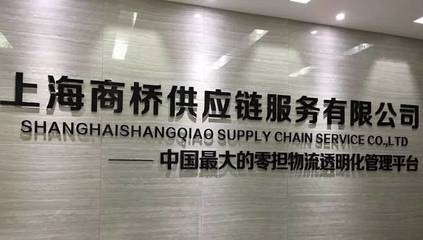 上海商桥供应链服务有限公司
SHANGHAISHANGQIAO SUPPLY CHAIN SERVICE CO.,LTD
——中国最大的零担物流透明化管理平台